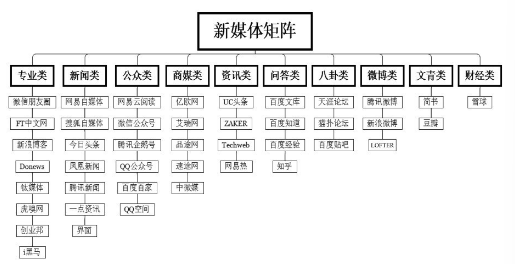 新媒体矩阵
专业类
新闻类
公众类
商媒类
资讯类
问答类
八卦类
微博类
文青类
财经类
微信朋友圈
FT中文网
新浪博客
Donews
钛媒体
虎嗅网
创业邦
i黑马
网易自媒体
搜狐自媒体
今日头条
凤凰新闻
腾讯新闻
一点资讯
界面
网易云阅读
微信公众号
腾讯企鹅号
QQ公众号
百度百家
QQ空间
亿欧网
艾瑞网
品途网
速途网
中微媒
UC头条
ZAKER
Techweb
网易热
百度文库
百度知道
百度经验
知乎
天涯论坛
猫扑论坛
百度贴吧
腾讯微博
新浪微博
LOFTER
简书
豆瓣
雪球